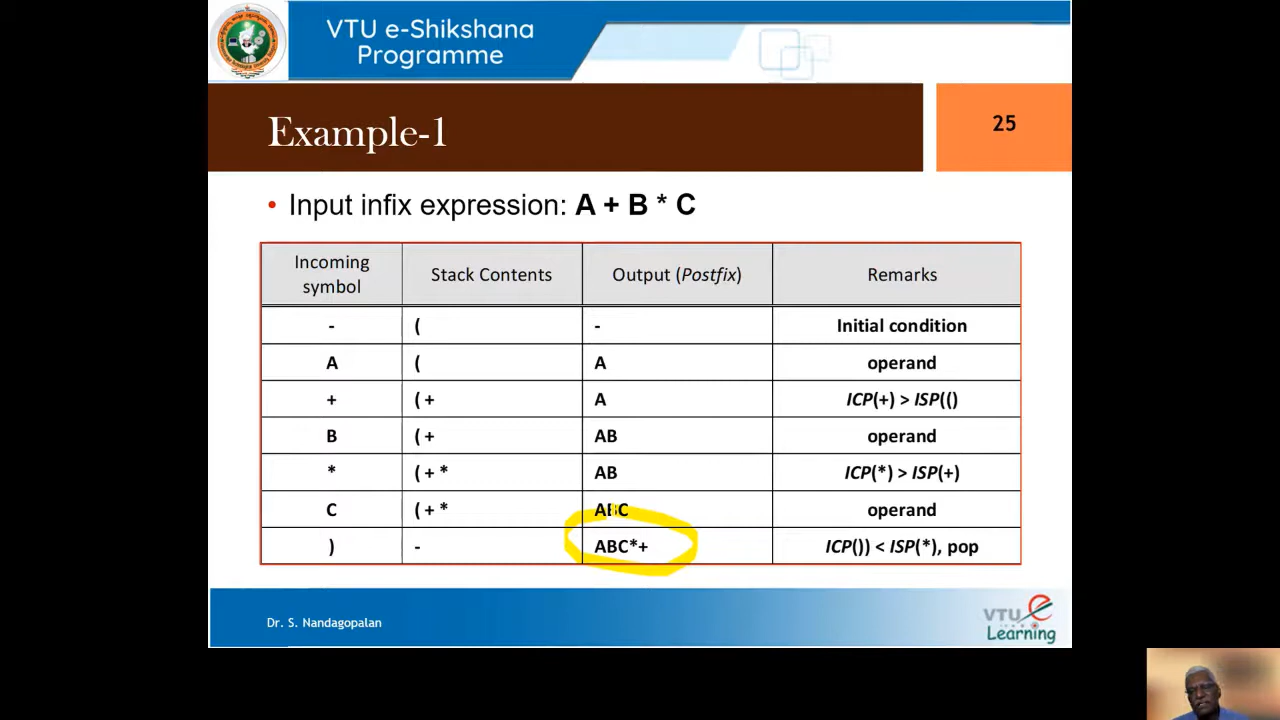 VTU e-Shikshana
Programme
Example-1
25
• Input infix expression: A + B * C
Incoming symbol Stack Contents Output (Postfix) Remarks
- ( - Initial condition
A ( A operand
+ ( + A ICP(+) > ISP(()
B ( + AB operand
* ( + * AB ICP(*) > ISP(+)
C ( + * ABC operand
) - ABC*+ ICP()) < ISP(*), pop
Dr. S. Nandagopalan
VTU e
Learning